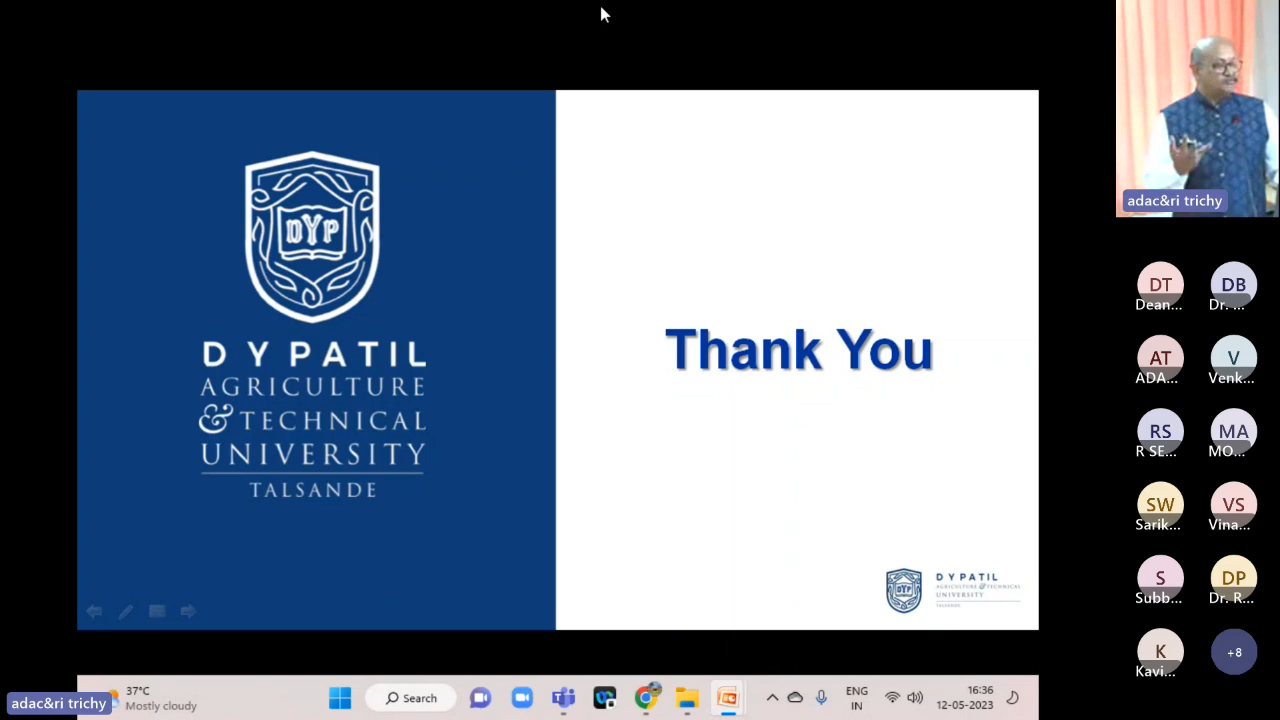 DYP
D Y PATIL
AGRICULTURE
& TECHNICAL
UNIVERSITY
TALSANDE
Thank You
DYP
D Y PATIL
AGRICULTURE & TECHNICAL
UNIVERSITY
TALSANDE
adac&ri trichy
DT
Dean...
DB
Dr. ...
AT
ADA...
V
Venk...
RS
R SE...
MA
MO...
SW
Sarik...
VS
Vina...
S
Subb...
DP
Dr. R...
K
Kavi...
+8
adac&ri trichy
37°C
Mostly cloudy
Search
ENG
IN
16:36
12-05-2023